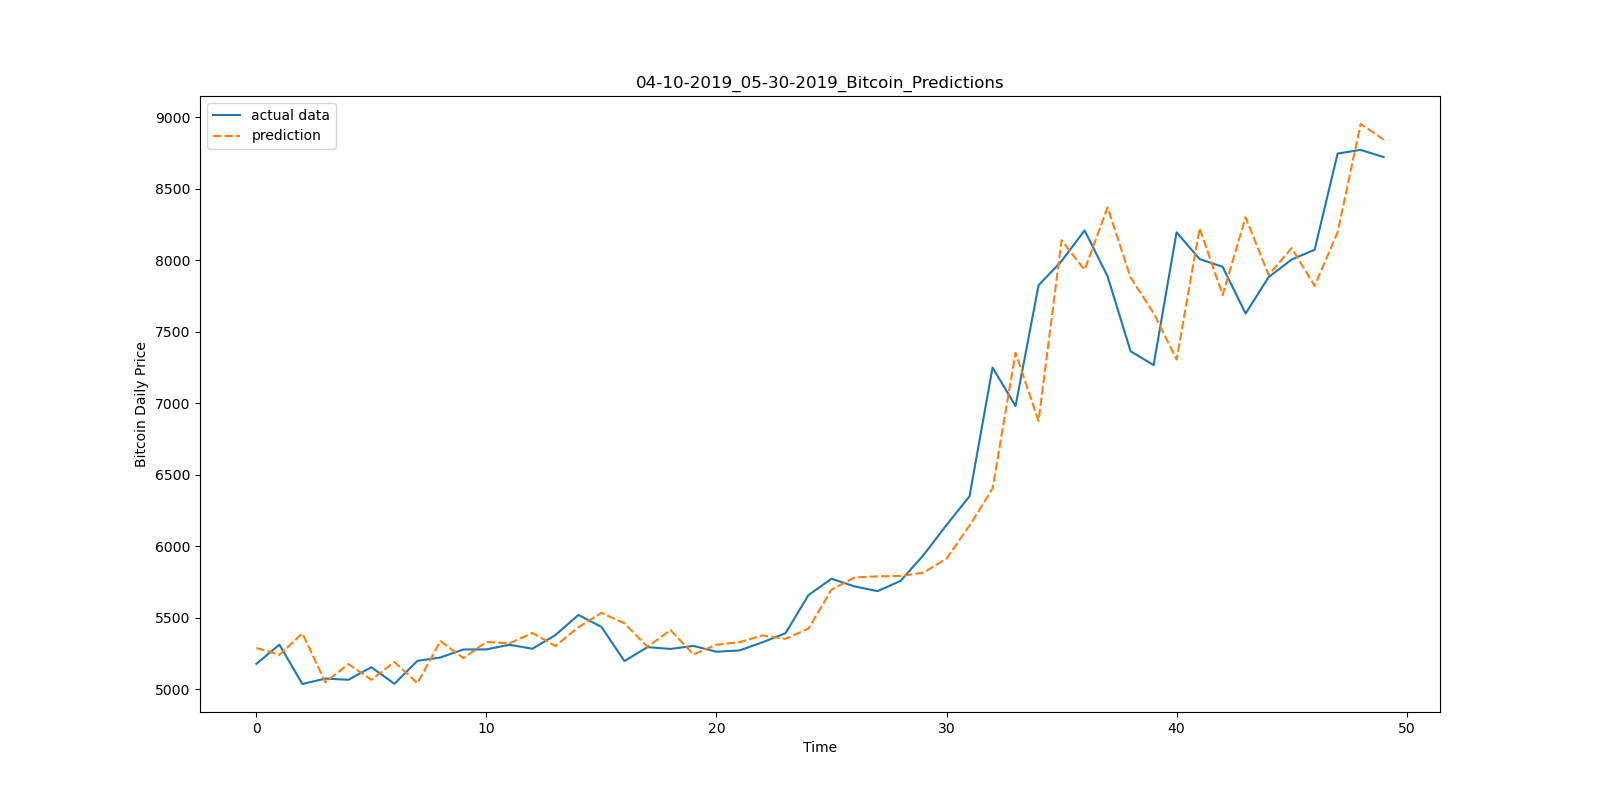 04-10-2019_05-30-2019_Bitcoin_Predictions
actual data
prediction
9000
8500
8000
7500
7000
6500
6000
5500
5000
Bitcoin Daily Price
0 10 20 30 40 50
Time